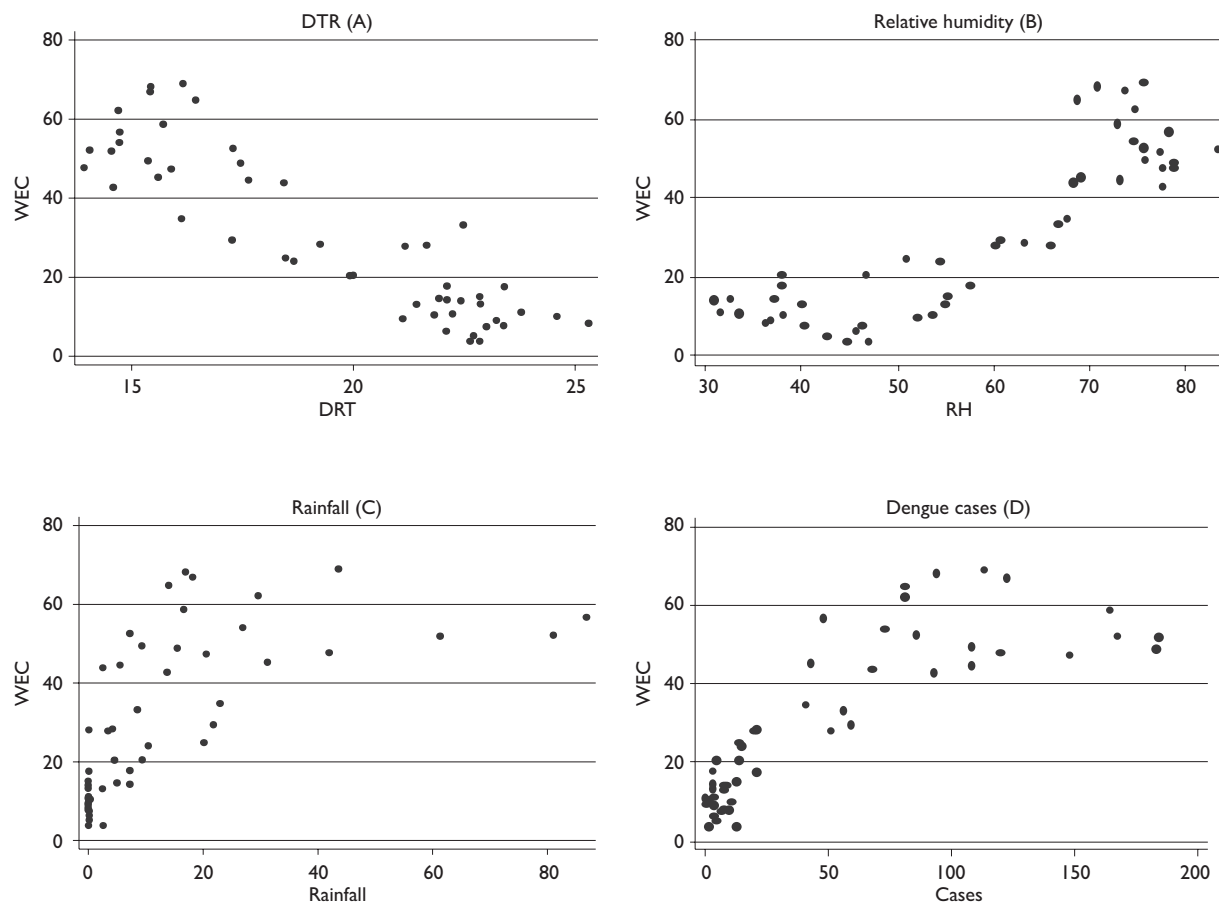 DTR (A)
80
60
40
20
0
WEC
15 20 25
DRT
Relative humidity (B)
80
60
40
20
0
WEC
30 40 50 60 70 80
RH
Rainfall (C)
80
60
40
20
0
WEC
0 20 40 60 80
Rainfall
Dengue cases (D)
80
60
40
20
0
WEC
0 50 100 150 200
Cases